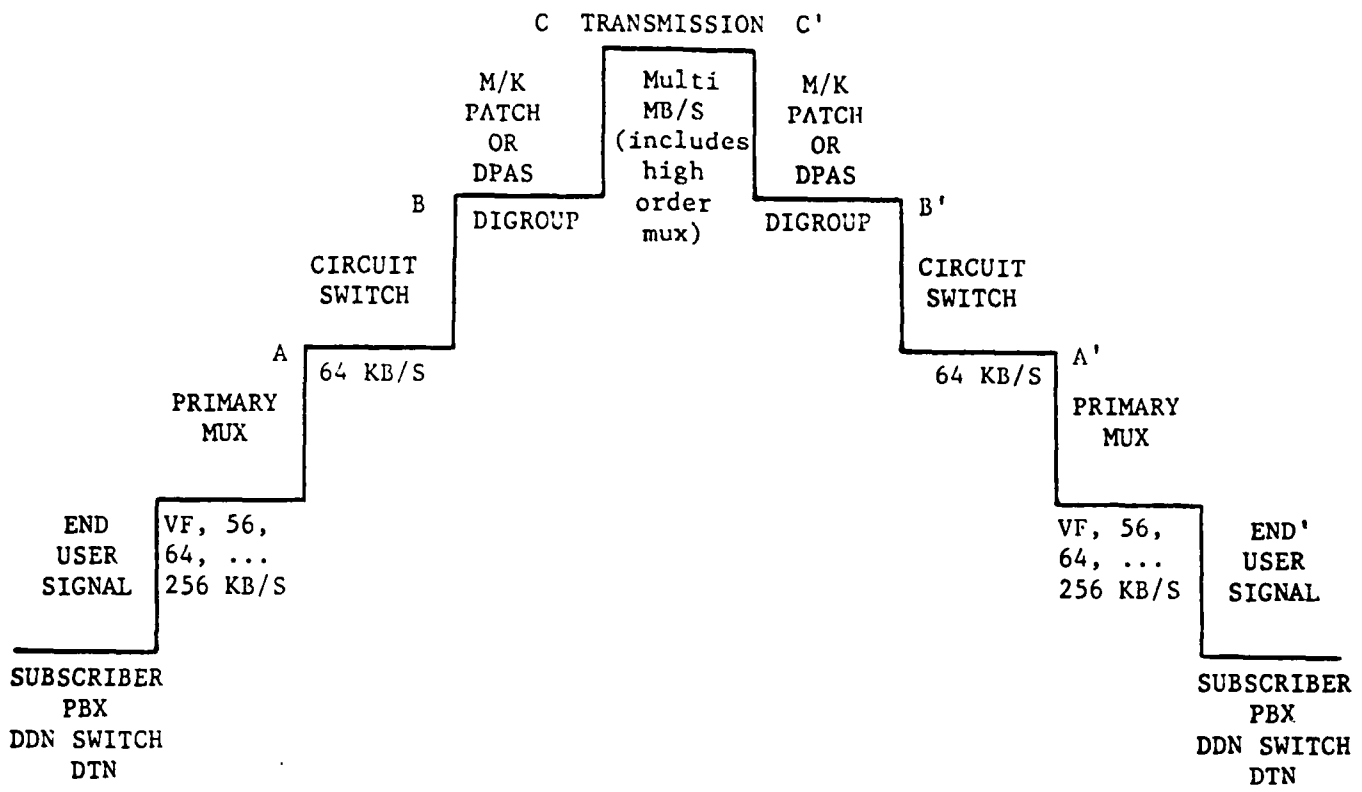 C TRANSMISSION C'
M/K
PATCH
OR
DPAS
Multi
MB/S
(includes
high
order
mux)
M/K
PATCH
OR
DPAS
B
DIGROUP
DIGROUP
B'
CIRCUIT
SWITCH
CIRCUIT
SWITCH
A
64 KB/S
64 KB/S
A'
PRIMARY
MUX
PRIMARY
MUX
END
USER
SIGNAL
VF, 56,
64, ...
256 KB/S
VF, 56,
64, ...
256 KB/S
END'
USER
SIGNAL
SUBSCRIBER
PBX
DDN SWITCH
DTN
SUBSCRIBER
PBX
DDN SWITCH
DTN